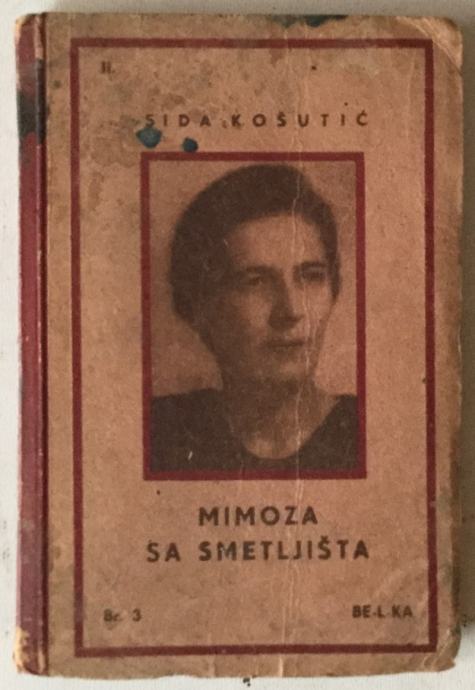 II.
SIDA KOŠUTIĆ
MIMOZA
SA SMETLJIŠTA
Br. 3
BE-L-KA